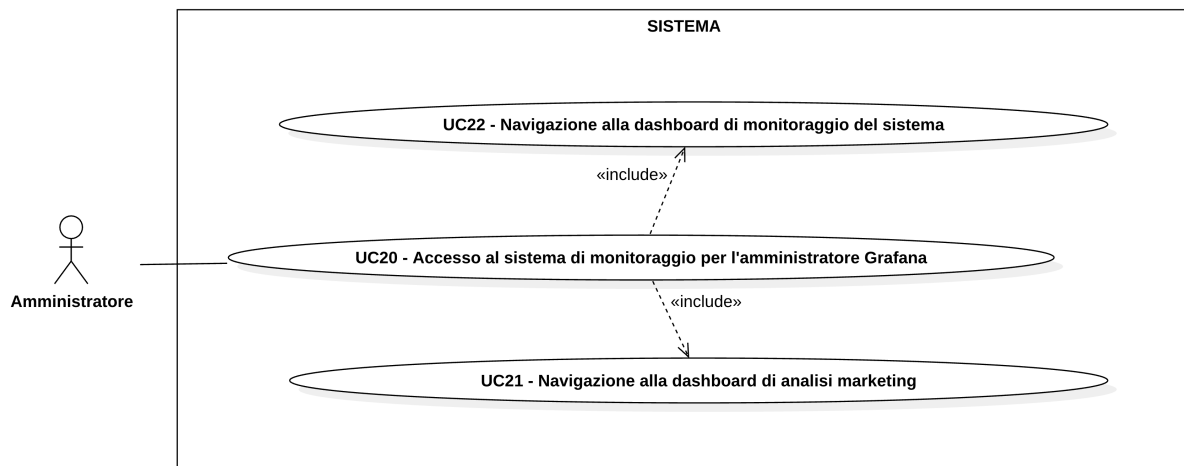 SISTEMA
UC22 - Navigazione alla dashboard di monitoraggio del sistema
«include»
UC20 - Accesso al sistema di monitoraggio per l'amministratore Grafana
Amministratore
«include»
UC21 - Navigazione alla dashboard di analisi marketing